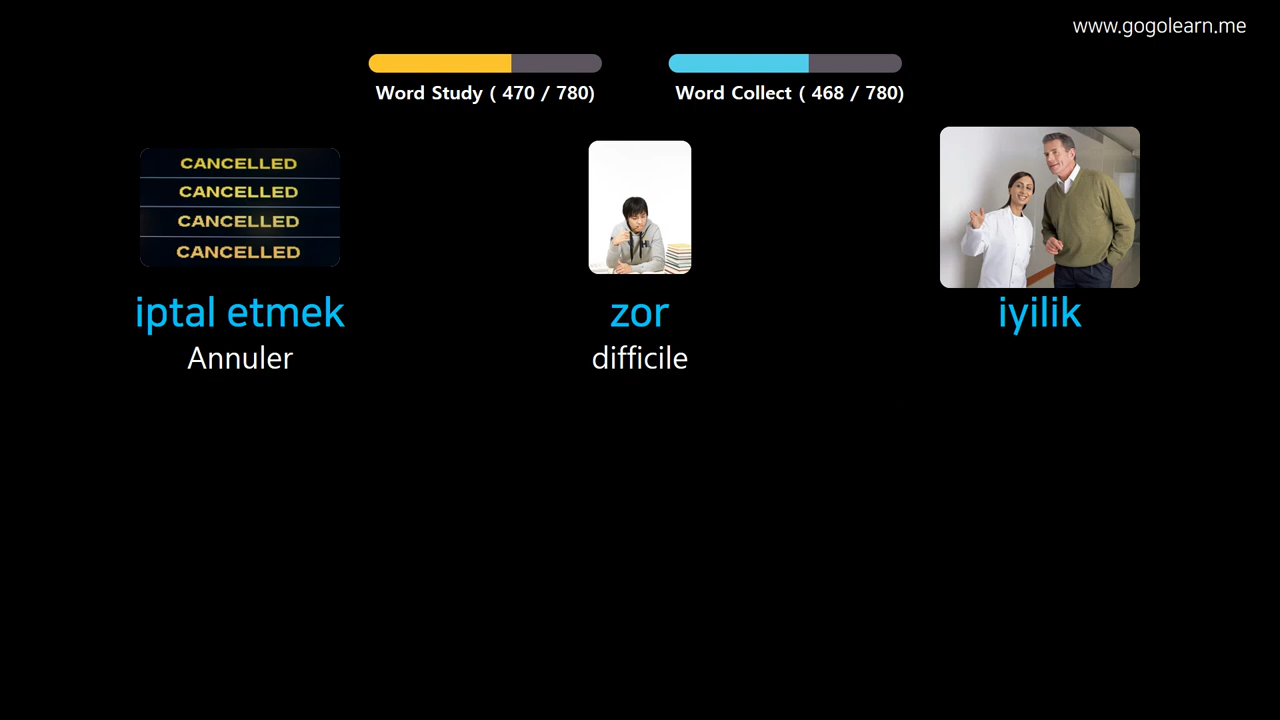 www.gogolearn.me
Word Study ( 470 / 780)
Word Collect ( 468 / 780)
CANCELLED
CANCELLED
CANCELLED
CANCELLED
iptal etmek
Annuler
zor
difficile
iyilik